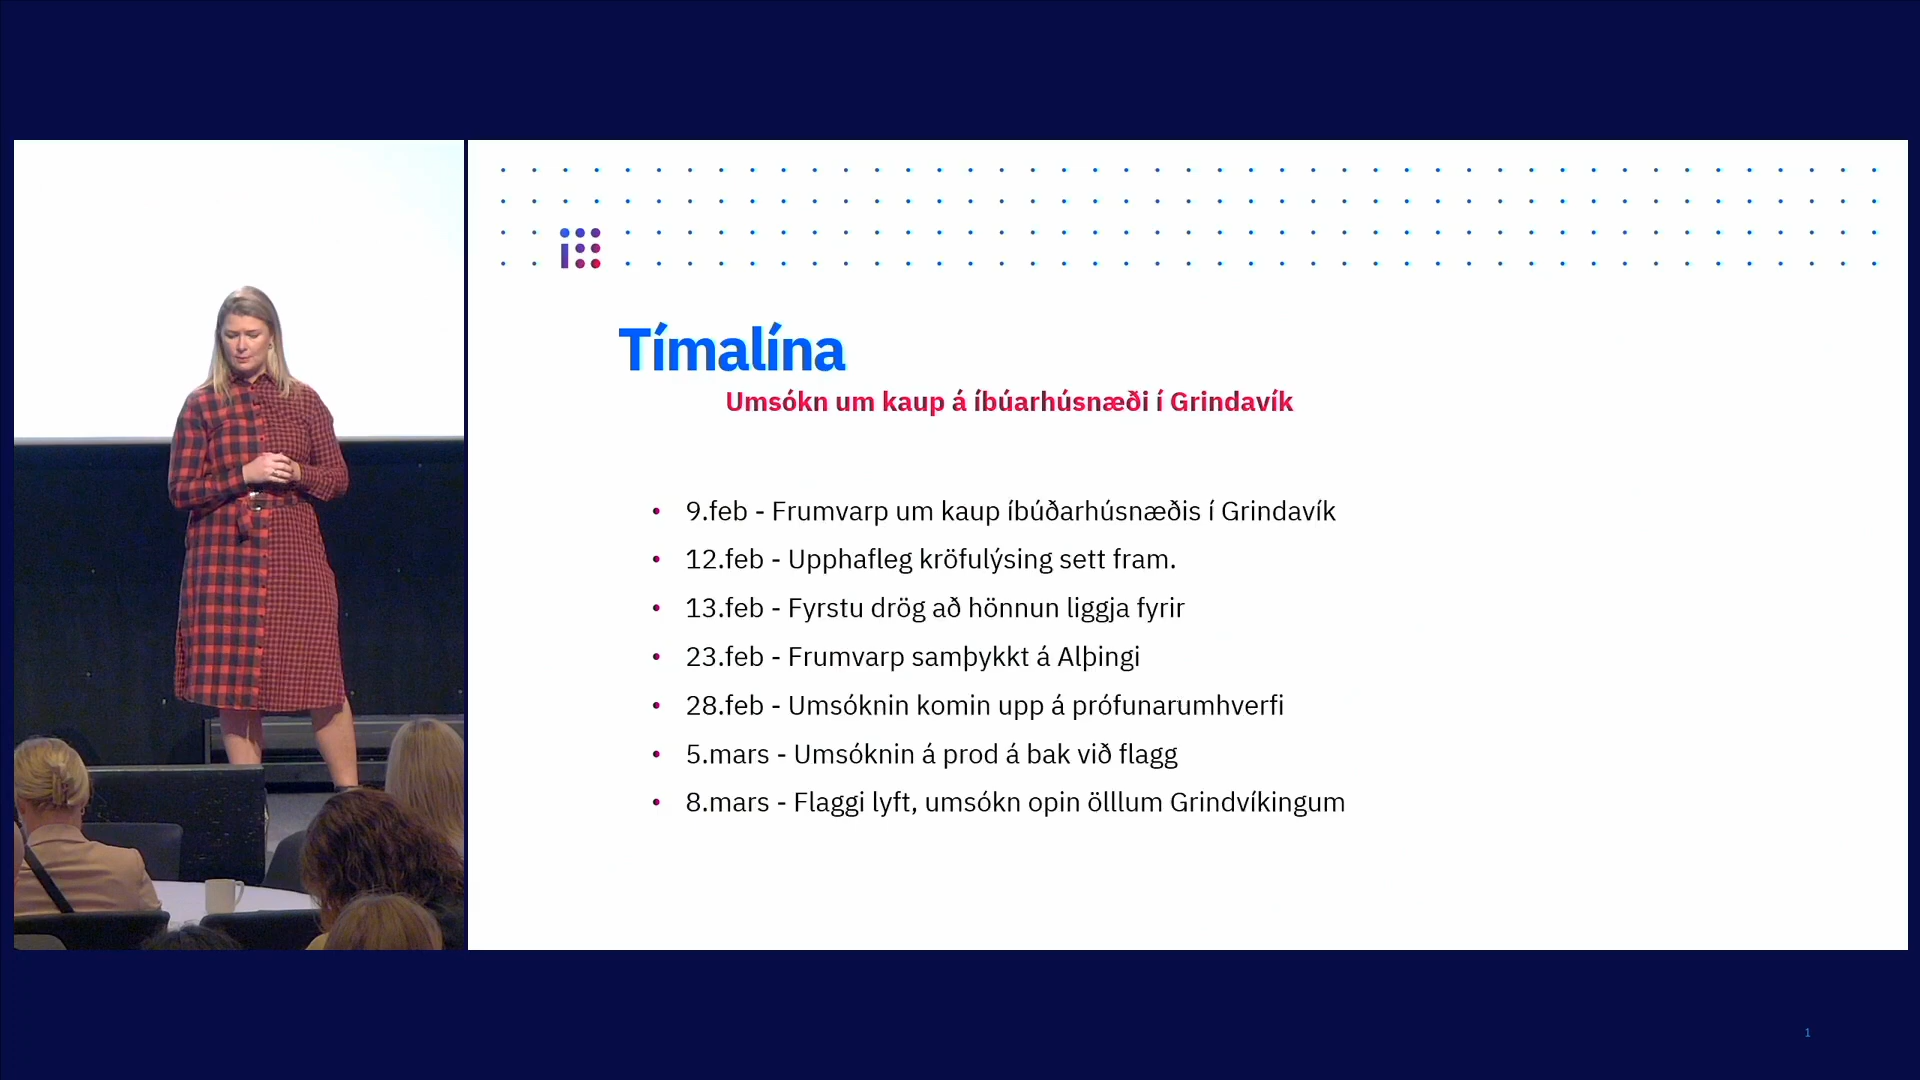 Tímalína
Umsókn um kaup á íbúarhúsnæði í Grindavík
• 9.feb - Frumvarp um kaup íbúðarhúsnæðis í Grindavík
• 12.feb - Upphafleg kröfulýsing sett fram.
• 13.feb - Fyrstu drög að hönnun liggja fyrir
• 23.feb - Frumvarp samþykkt á Alþingi
• 28.feb - Umsóknin komin upp á prófunarumhverfi
• 5.mars - Umsóknin á prod á bak við flagg
• 8.mars - Flaggi lyft, umsókn opin ölllum Grindvíkingum
1